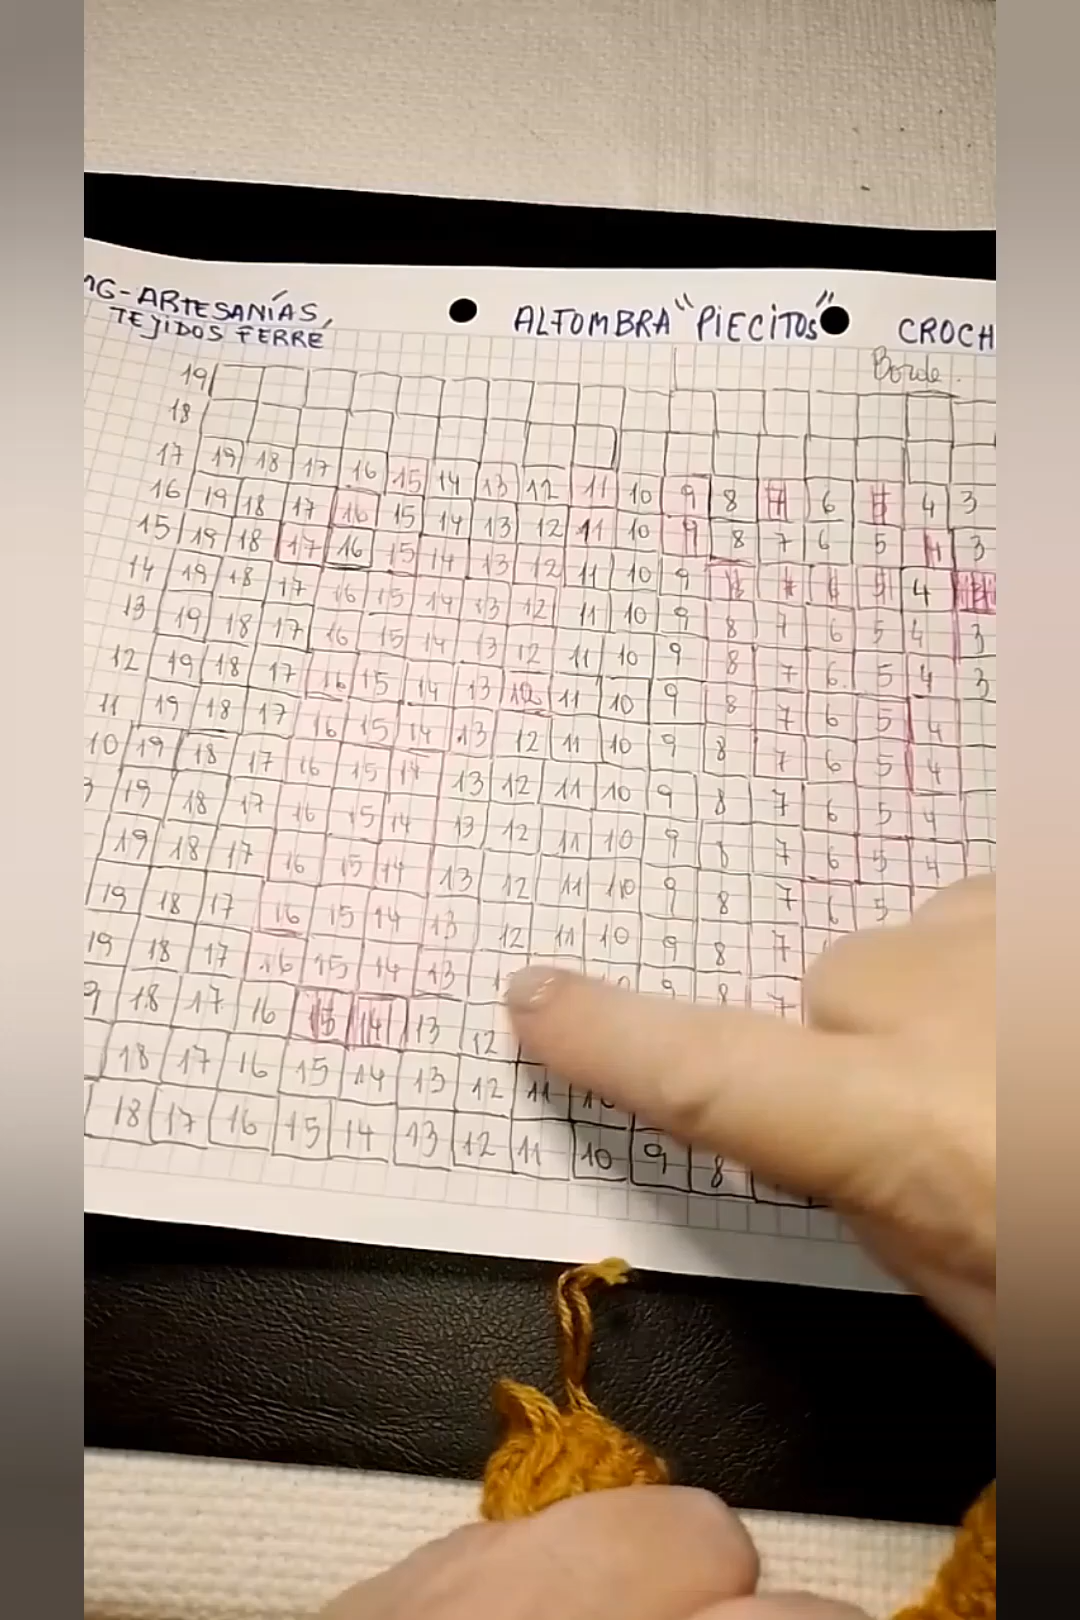 NG-ARTESANÍAS,
TEJIDOS FERRÉ
ALFOMBRA "PIECITOS"
CROCH
Borde.
19
18
17 19 18 17 16 15 14 13 12 11 10 9 8 7 6 5 4 3
16 19 18 17 16 15 14 13 12 11 10 9 8 7 6 5 4 3
15 19 18 17 16 15 14 13 12 11 10 9 8 7 6 5 4
14 19 18 17 16 15 14 13 12 11 10 9 8 7 6 5 4 3
13 19 18 17 16 15 14 13 12 11 10 9 8 7 6 5 4 3
12 19 18 17 16 15 14 13 12 11 10 9 8 7 6 5 4
11 19 18 17 16 15 14 13 12 11 10 9 8 7 6 5 4
10 19 18 17 16 15 14 13 12 11 10 9 8 7 6 5 4
19 18 17 16 15 14 13 12 11 10 9 8 7 6 5 4
19 18 17 16 15 14 13 12 11 10 9 8 7 6 5
19 18 17 16 15 14 13 12 11 10 9 8 7
19 18 17 16 15 14 13 9 8 7
18 17 16 15 14 13 12
18 17 16 15 14 13 12 11
18 17 16 15 14 13 12 11 10 9 8